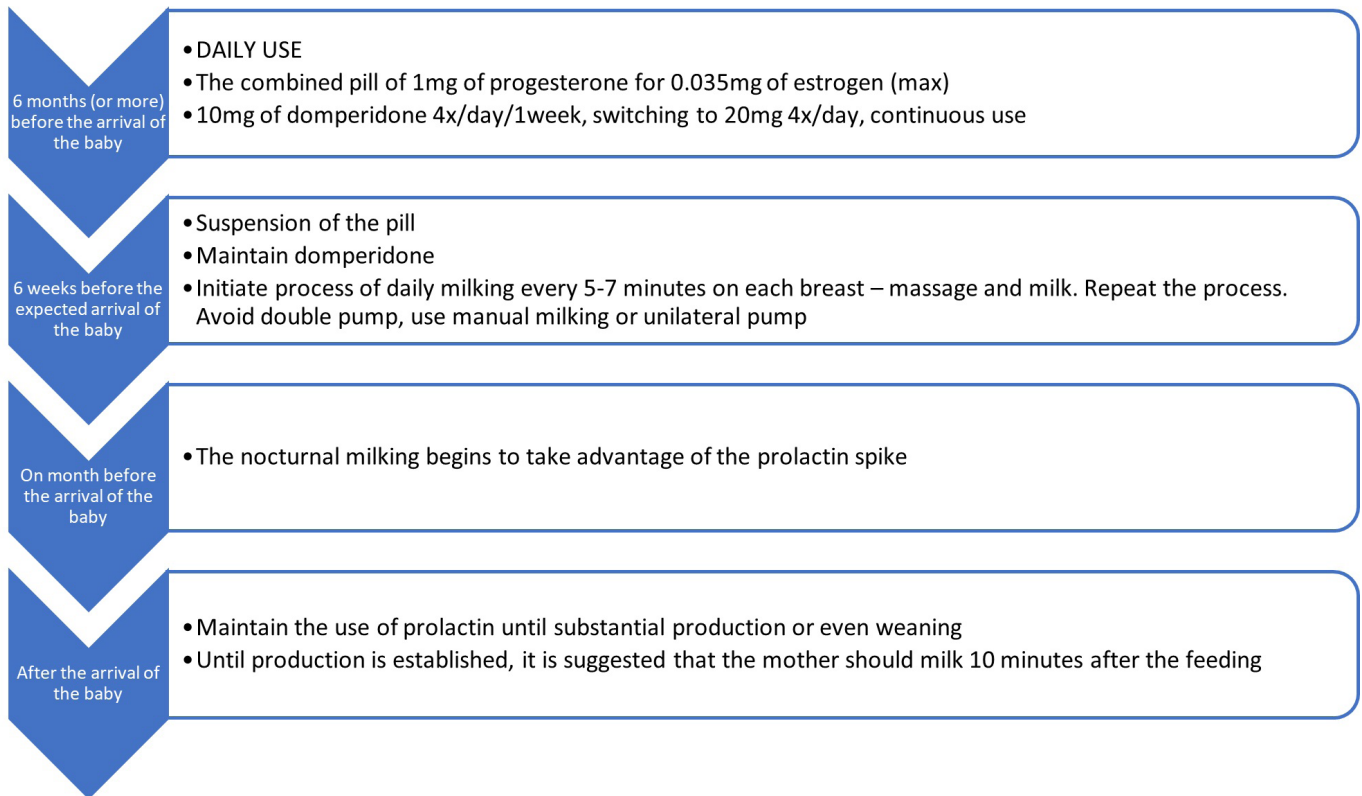 6 months (or more)
before the arrival of
the baby
•DAILY USE
•The combined pill of 1mg of progesterone for 0.035mg of estrogen (max)
•10mg of domperidone 4x/day/1week, switching to 20mg 4x/day, continuous use
6 weeks before the
expected arrival of
the baby
•Suspension of the pill
•Maintain domperidone
•Initiate process of daily milking every 5-7 minutes on each breast – massage and milk. Repeat the process.
Avoid double pump, use manual milking or unilateral pump
On month before
the arrival of the
baby
•The nocturnal milking begins to take advantage of the prolactin spike
After the arrival of
the baby
•Maintain the use of prolactin until substantial production or even weaning
•Until production is established, it is suggested that the mother should milk 10 minutes after the feeding